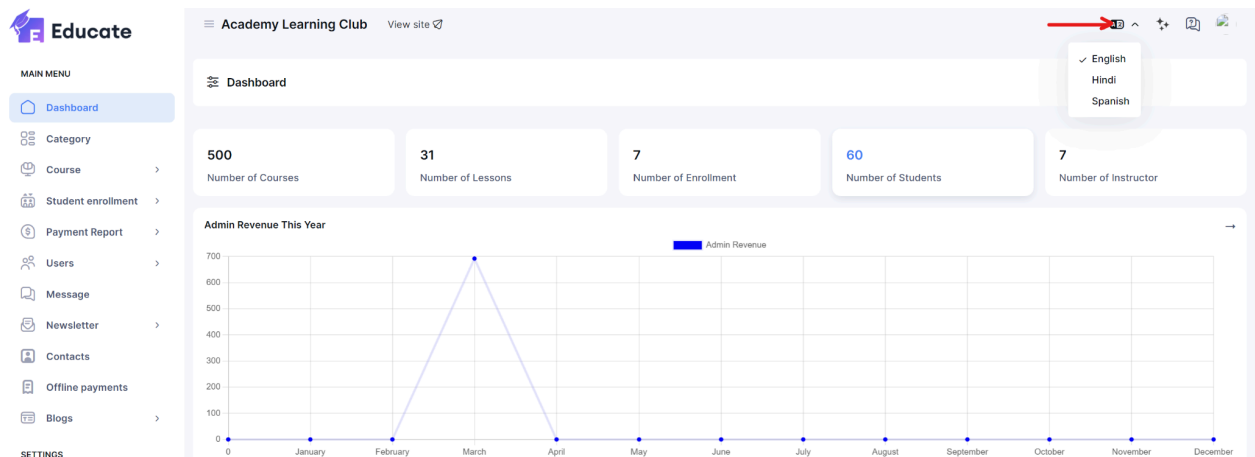 Educate
MAIN MENU
Dashboard
Category
Course
Student enrollment
Payment Report
Users
Message
Newsletter
Contacts
Offline payments
Blogs
SETTINGS
Academy Learning Club View site
English
Hindi
Spanish
Dashboard
500
Number of Courses
31
Number of Lessons
7
Number of Enrollment
60
Number of Students
7
Number of Instructor
Admin Revenue This Year
Admin Revenue
700
600
500
400
300
200
100
0
0 January February March April May June July August September October November December